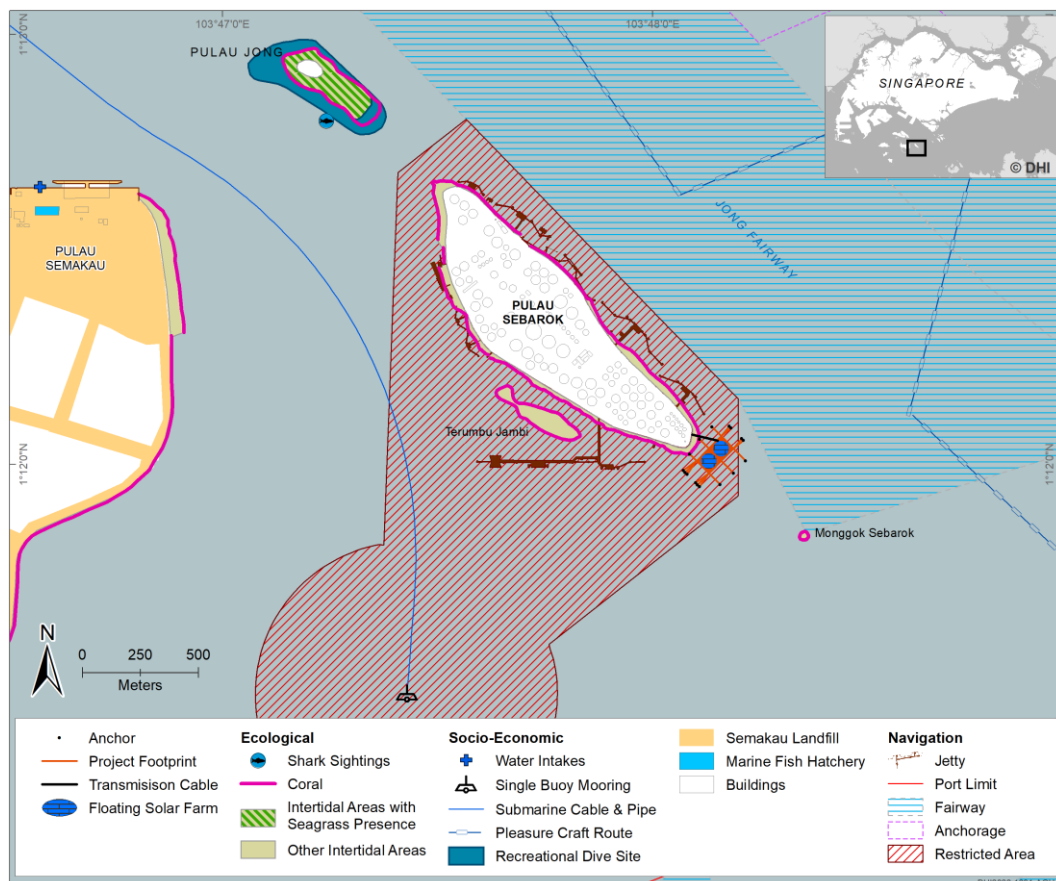 103°47'0"E
103°48'0"E
1°13'0"N
PULAU JONG
SINGAPORE
© DHI
JONG FAIRWAY
PULAU
SEMAKAU
PULAU
SEBAROK
Terumbu Jambi
1°12'0"N
1°12'0"N
Monggok Sebarok
N
0 250 500
Meters
Anchor
Project Footprint
Transmisison Cable
Floating Solar Farm
Ecological
Shark Sightings
Coral
Intertidal Areas with
Seagrass Presence
Other Intertidal Areas
Socio-Economic
Water Intakes
Single Buoy Mooring
Submarine Cable & Pipe
Pleasure Craft Route
Recreational Dive Site
Semakau Landfill
Marine Fish Hatchery
Buildings
Navigation
Jetty
Port Limit
Fairway
Anchorage
Restricted Area